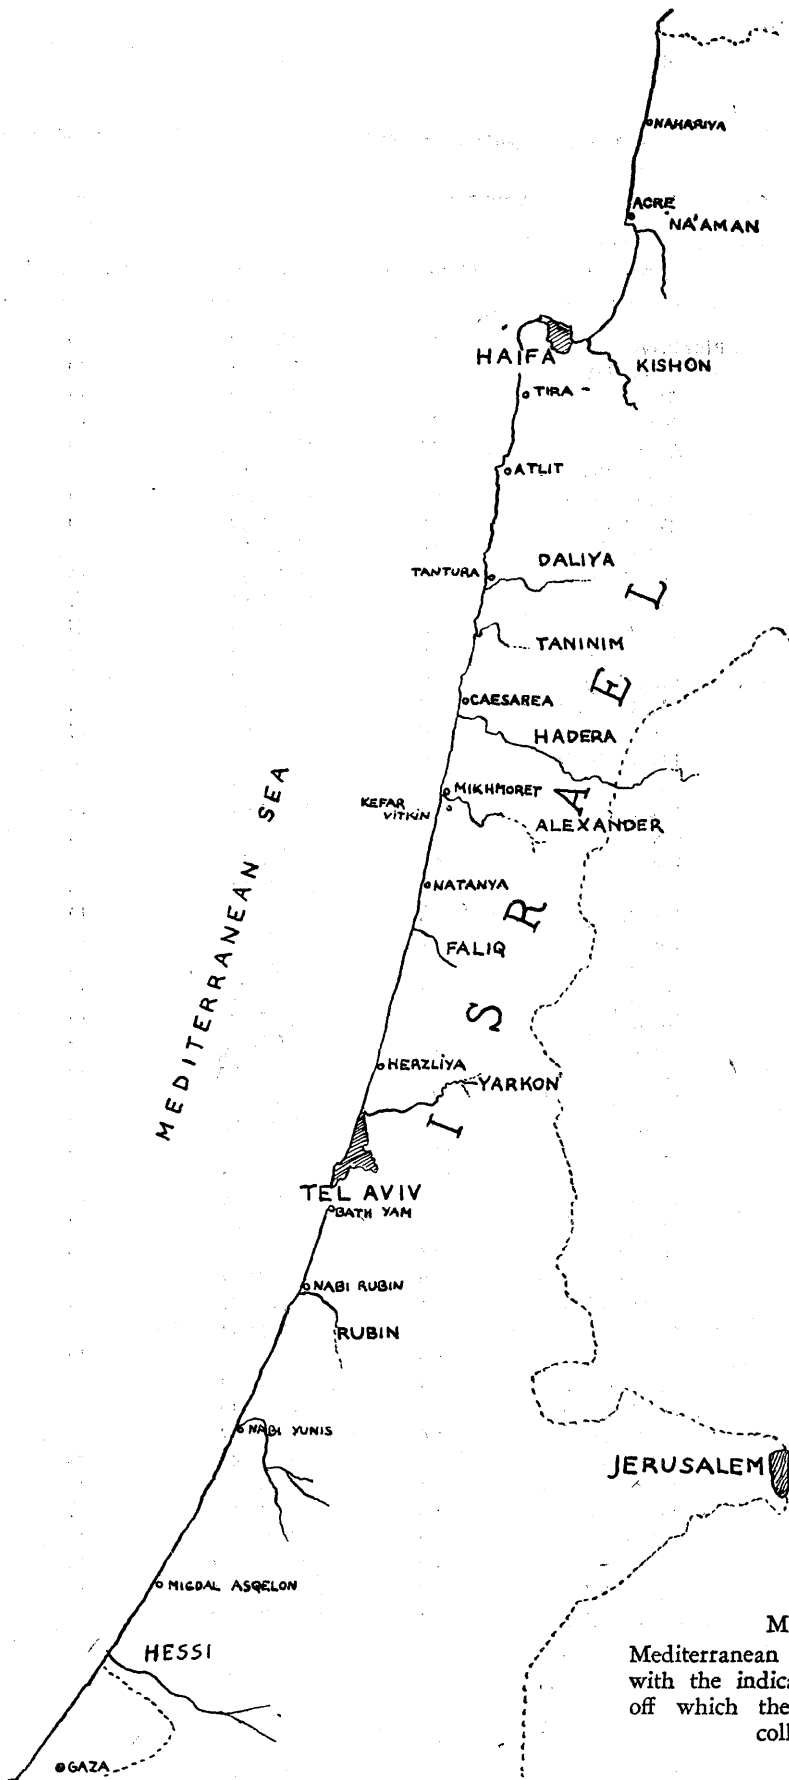 NAHARIYA
ACRE
NA'AMAN
HAIFA
KISHON
TIRA
ATLIT
TANTURA
DALIYA
TANINIM
CAESAREA
HADERA
MIKHMORET
KEFAR
VITKIN
ALEXANDER
NATANYA
FALIQ
MEDITERRANEAN SEA
ISRAEL
HERZLIYA
YARKON
TEL AVIV
BATH YAM
NABI RUBIN
RUBIN
NABI YUNIS
JERUSALEM
MIGDAL ASQELON
HESSI
GAZA
M
Mediterranean
with the indica
off which the
coll